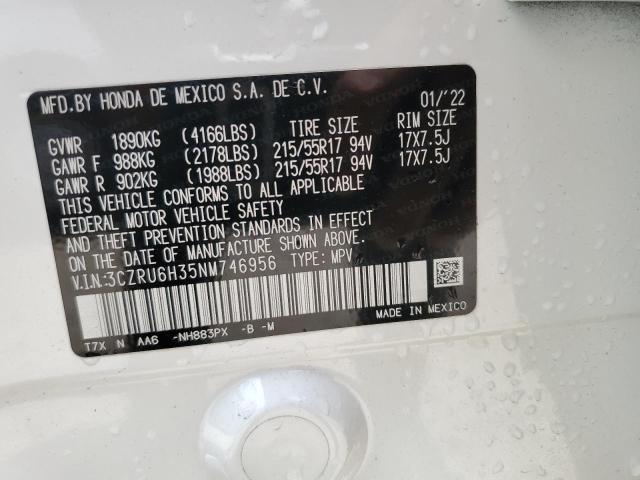 MFD.BY HONDA DE MEXICO S.A. DE C.V. 01/'22
GVWR 1890KG (4166LBS) TIRE SIZE RIM SIZE
GAWR F 988KG (2178LBS) 215/55R17 94V 17X7.5J
GAWR R 902KG (1988LBS) 215/55R17 94V 17X7.5J
THIS VEHICLE CONFORMS TO ALL APPLICABLE
FEDERAL MOTOR VEHICLE SAFETY
AND THEFT PREVENTION STANDARDS IN EFFECT
ON THE DATE OF MANUFACTURE SHOWN ABOVE.
V.I.N:3CZRU6H35NM746956 TYPE: MPV
MADE IN MEXICO
T7X N AA6 -NH883PX -B -M